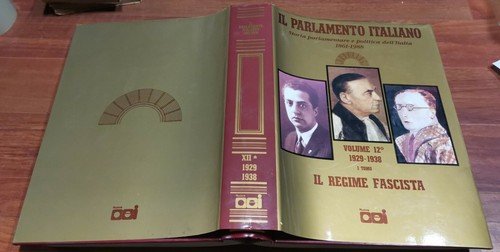 IL PARLAMENTO ITALIANO
Storia parlamentare e politica dell'Italia
1861-1988
VOLUME 12°
1929-1938
I TOMO
IL REGIME FASCISTA
Nuova
CEI
XII *
1929
1938
Nuova
CEI